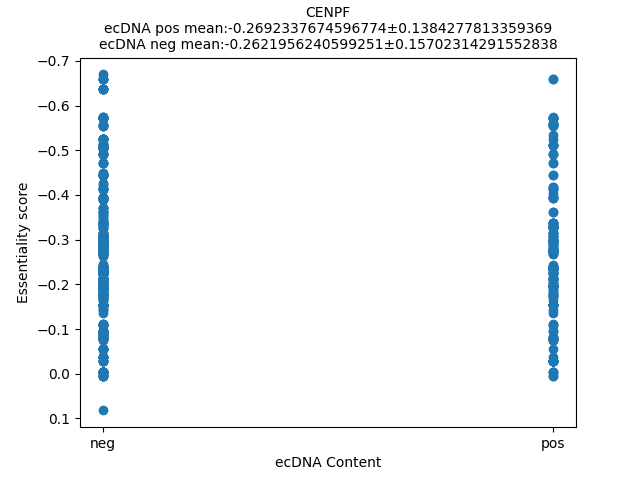 CENPF
ecDNA pos mean:-0.2692337674596774±0.1384277813359369
ecDNA neg mean:-0.2621956240599251±0.15702314291552838
−0.7
−0.6
−0.5
−0.4
−0.3
−0.2
−0.1
0.0
0.1
Essentiality score
neg
pos
ecDNA Content